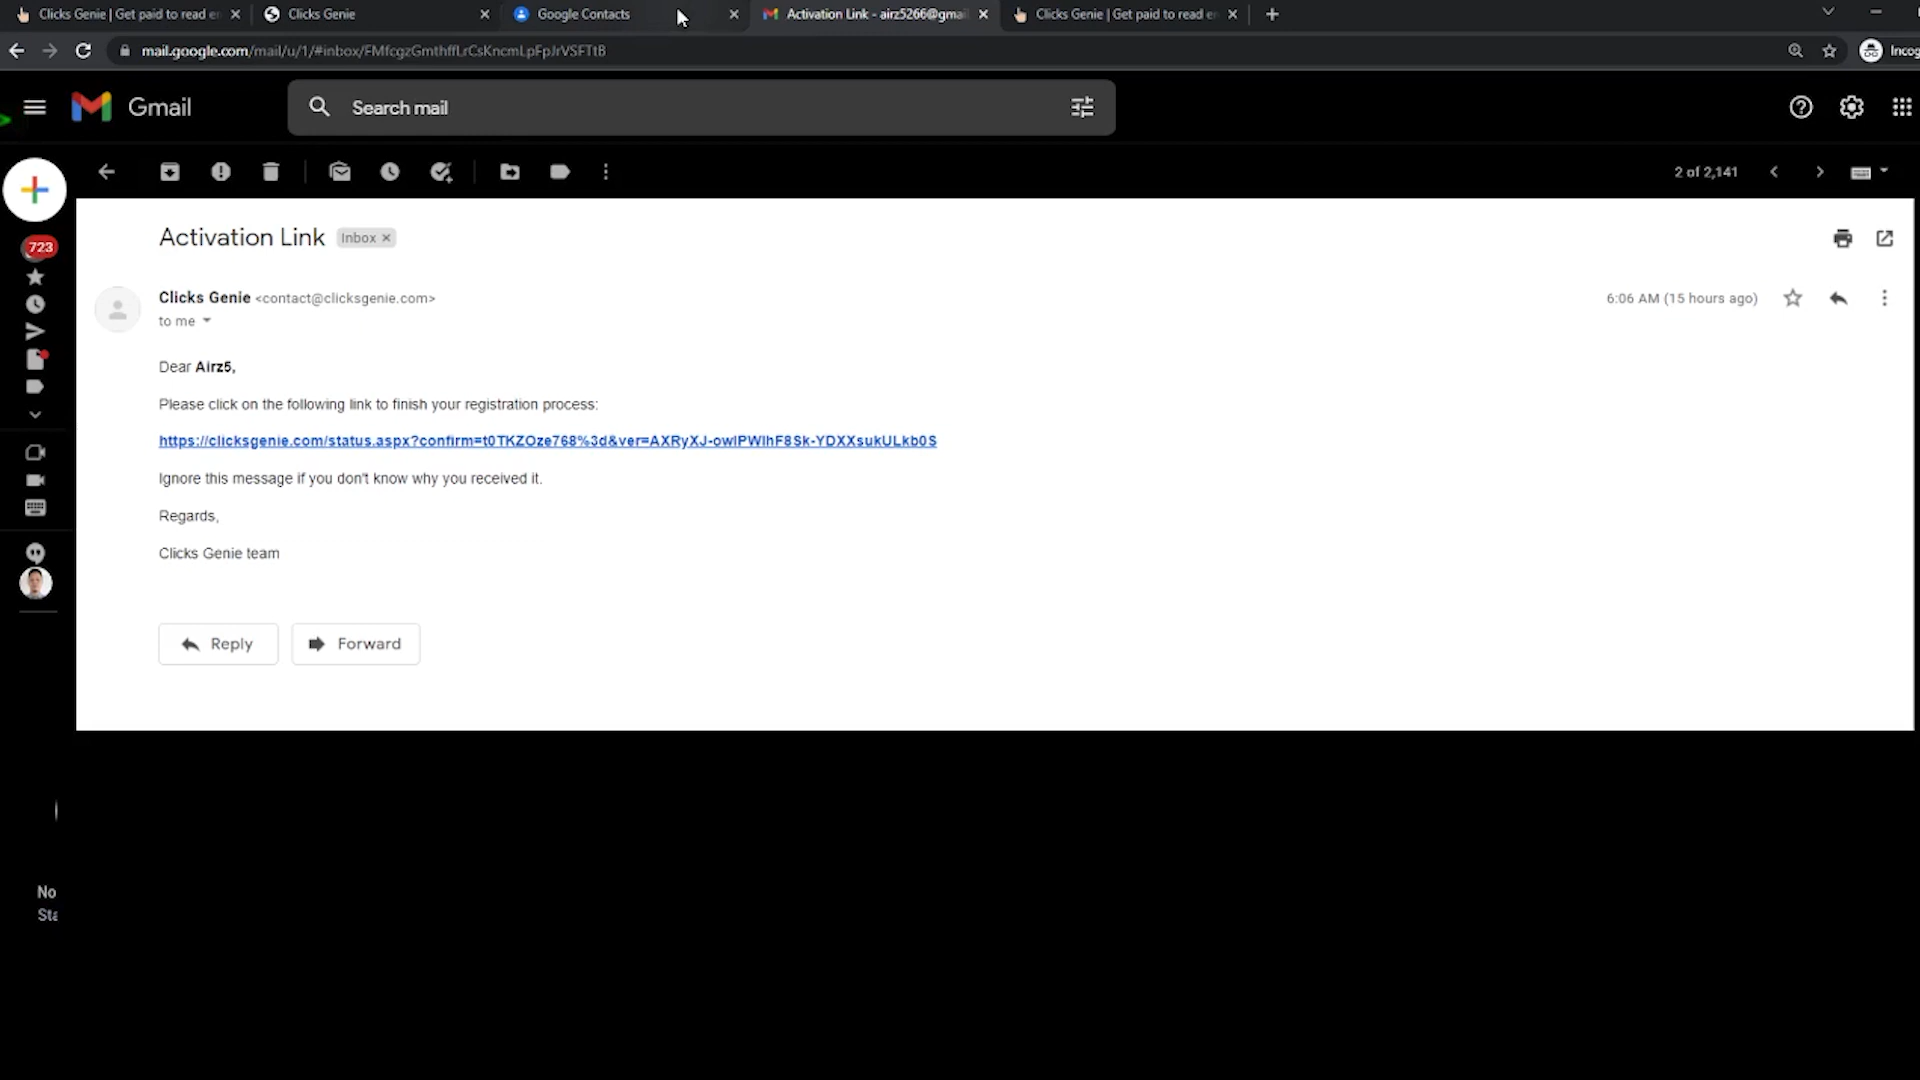 Clicks Genie | Get paid to read e
Clicks Genie
Google Contacts
Activation Link - airz5266@gmai
Clicks Genie | Get paid to read e
mail.google.com/mail/u/1/#inbox/FMfcgzGmthffLrCsKncmLpFpJrVSFTtB
Incog
Gmail
Search mail
2 of 2,141
723
Activation Link
Inbox
Clicks Genie <contact@clicksgenie.com>
6:06 AM (15 hours ago)
to me
Dear Airz5,
Please click on the following link to finish your registration process:
https://clicksgenie.com/status.aspx?confirm=t0TKZOze768%3d&ver=AXRyXJ-owIPWIhF8Sk-YDXXsukULkb0S
Ignore this message if you don't know why you received it.
Regards,
Clicks Genie team
Reply
Forward
No
Sta